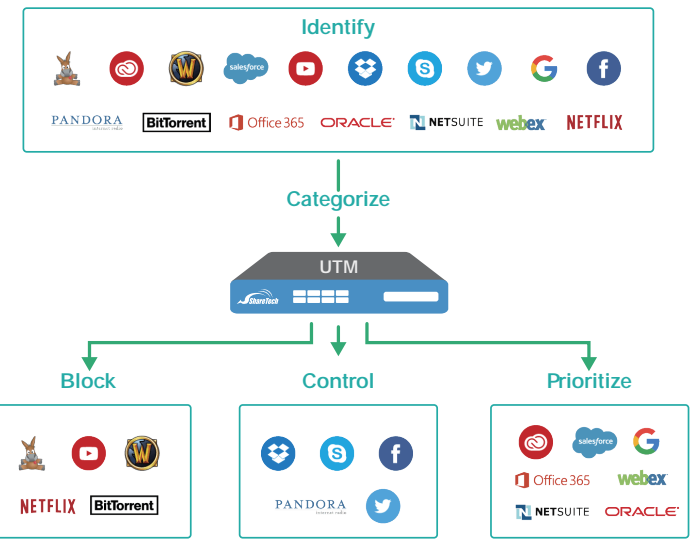 Identify
salesforce
PANDORA
internet radio
BitTorrent
Office 365
ORACLE
NETSUITE
webex
NETFLIX
Categorize
UTM
ShareTech
Block
Control
Prioritize
NETFLIX
BitTorrent
PANDORA
internet radio
salesforce
Office 365
webex
NETSUITE
ORACLE